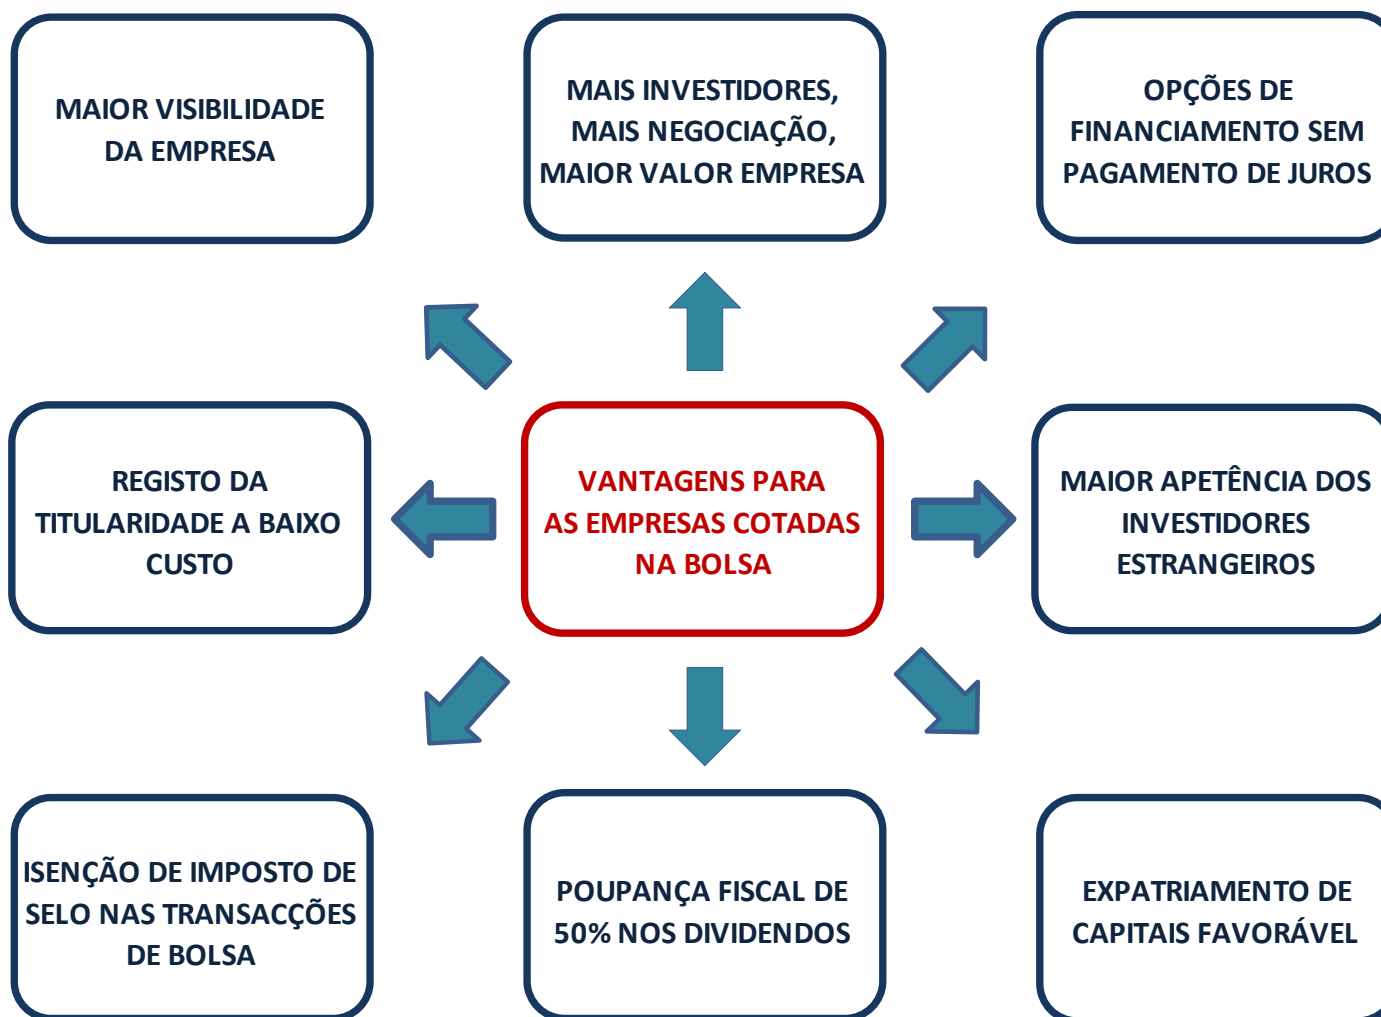 MAIOR VISIBILIDADE
DA EMPRESA
MAIS INVESTIDORES,
MAIS NEGOCIAÇÃO,
MAIOR VALOR EMPRESA
OPÇÕES DE
FINANCIAMENTO SEM
PAGAMENTO DE JUROS
REGISTO DA
TITULARIDADE A BAIXO
CUSTO
VANTAGENS PARA
AS EMPRESAS COTADAS
NA BOLSA
MAIOR APETÊNCIA DOS
INVESTIDORES
ESTRANGEIROS
ISENÇÃO DE IMPOSTO DE
SELO NAS TRANSACÇÕES
DE BOLSA
POUPANÇA FISCAL DE
50% NOS DIVIDENDOS
EXPATRIAMENTO DE
CAPITAIS FAVORÁVEL